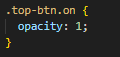 .top-btn.on {
  opacity: 1;
}